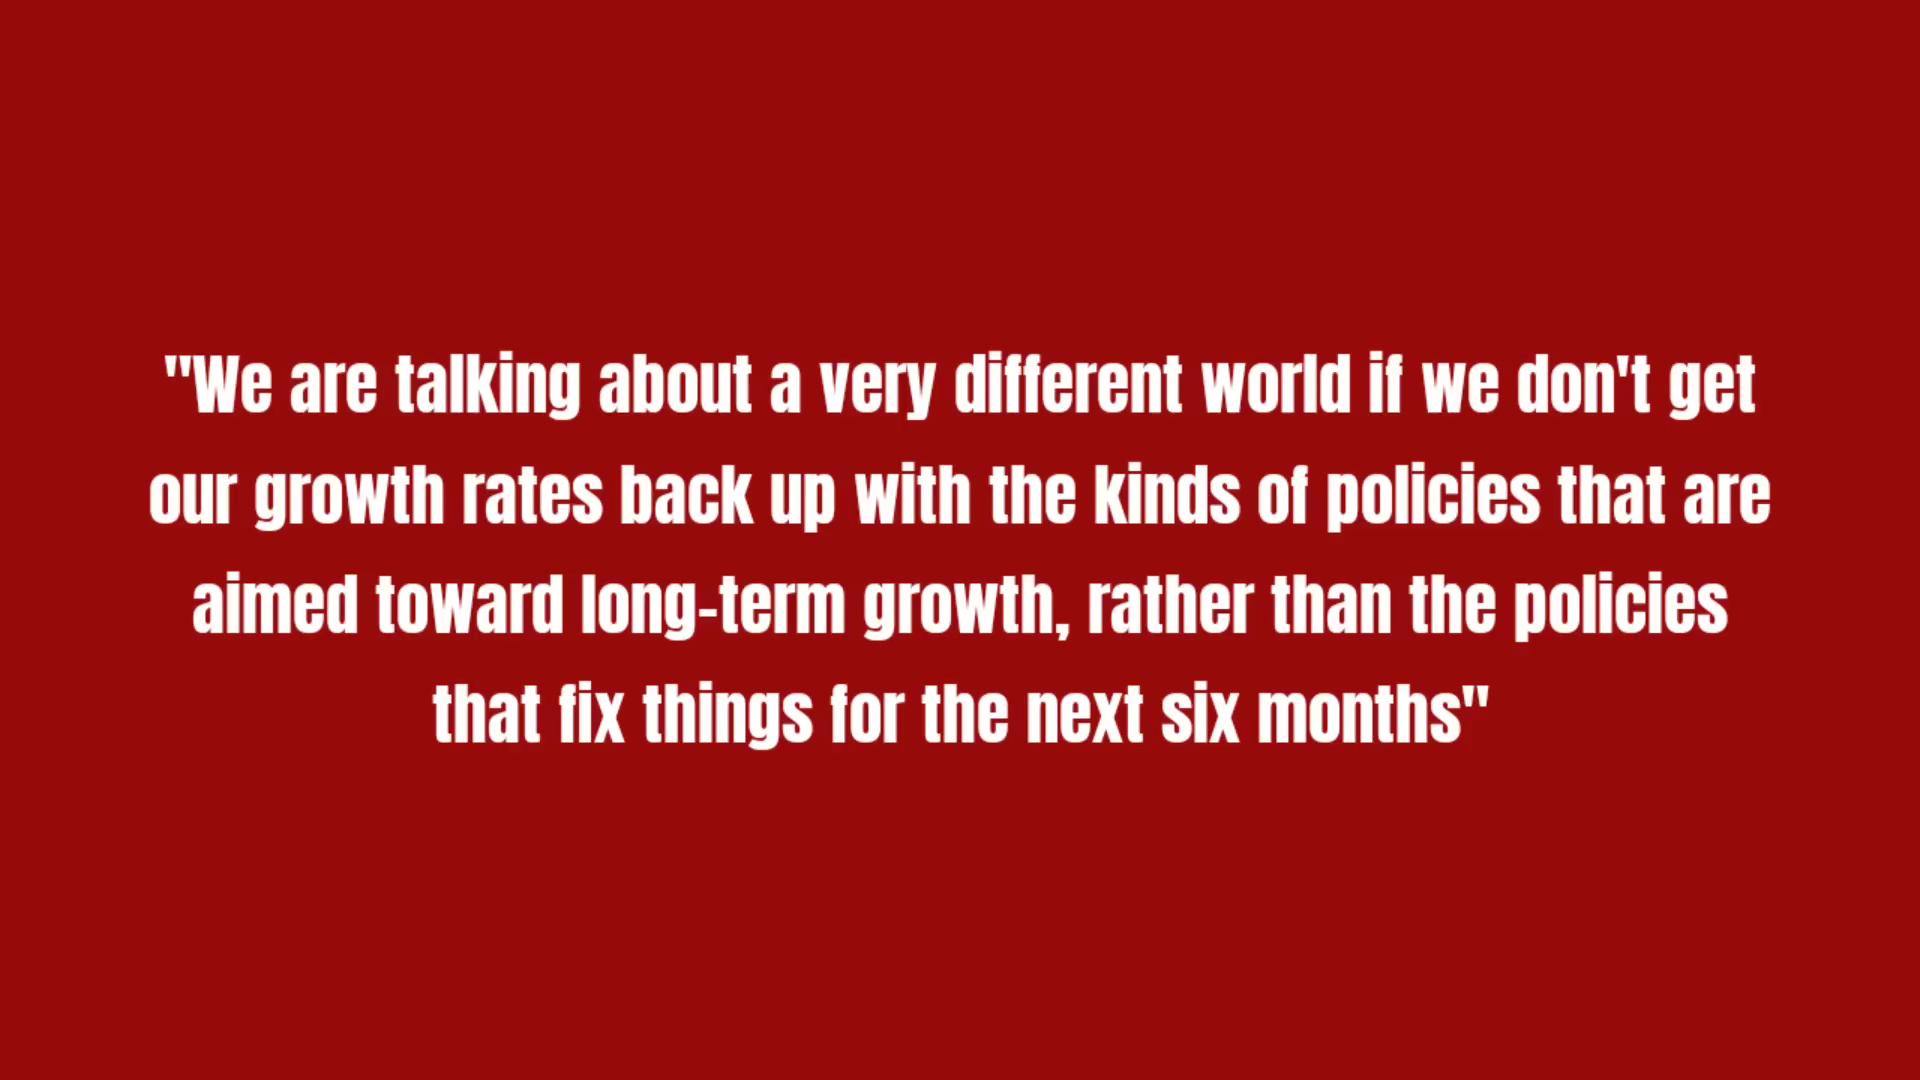 "We are talking about a very different world if we don't get
our growth rates back up with the kinds of policies that are
aimed toward long-term growth, rather than the policies
that fix things for the next six months"